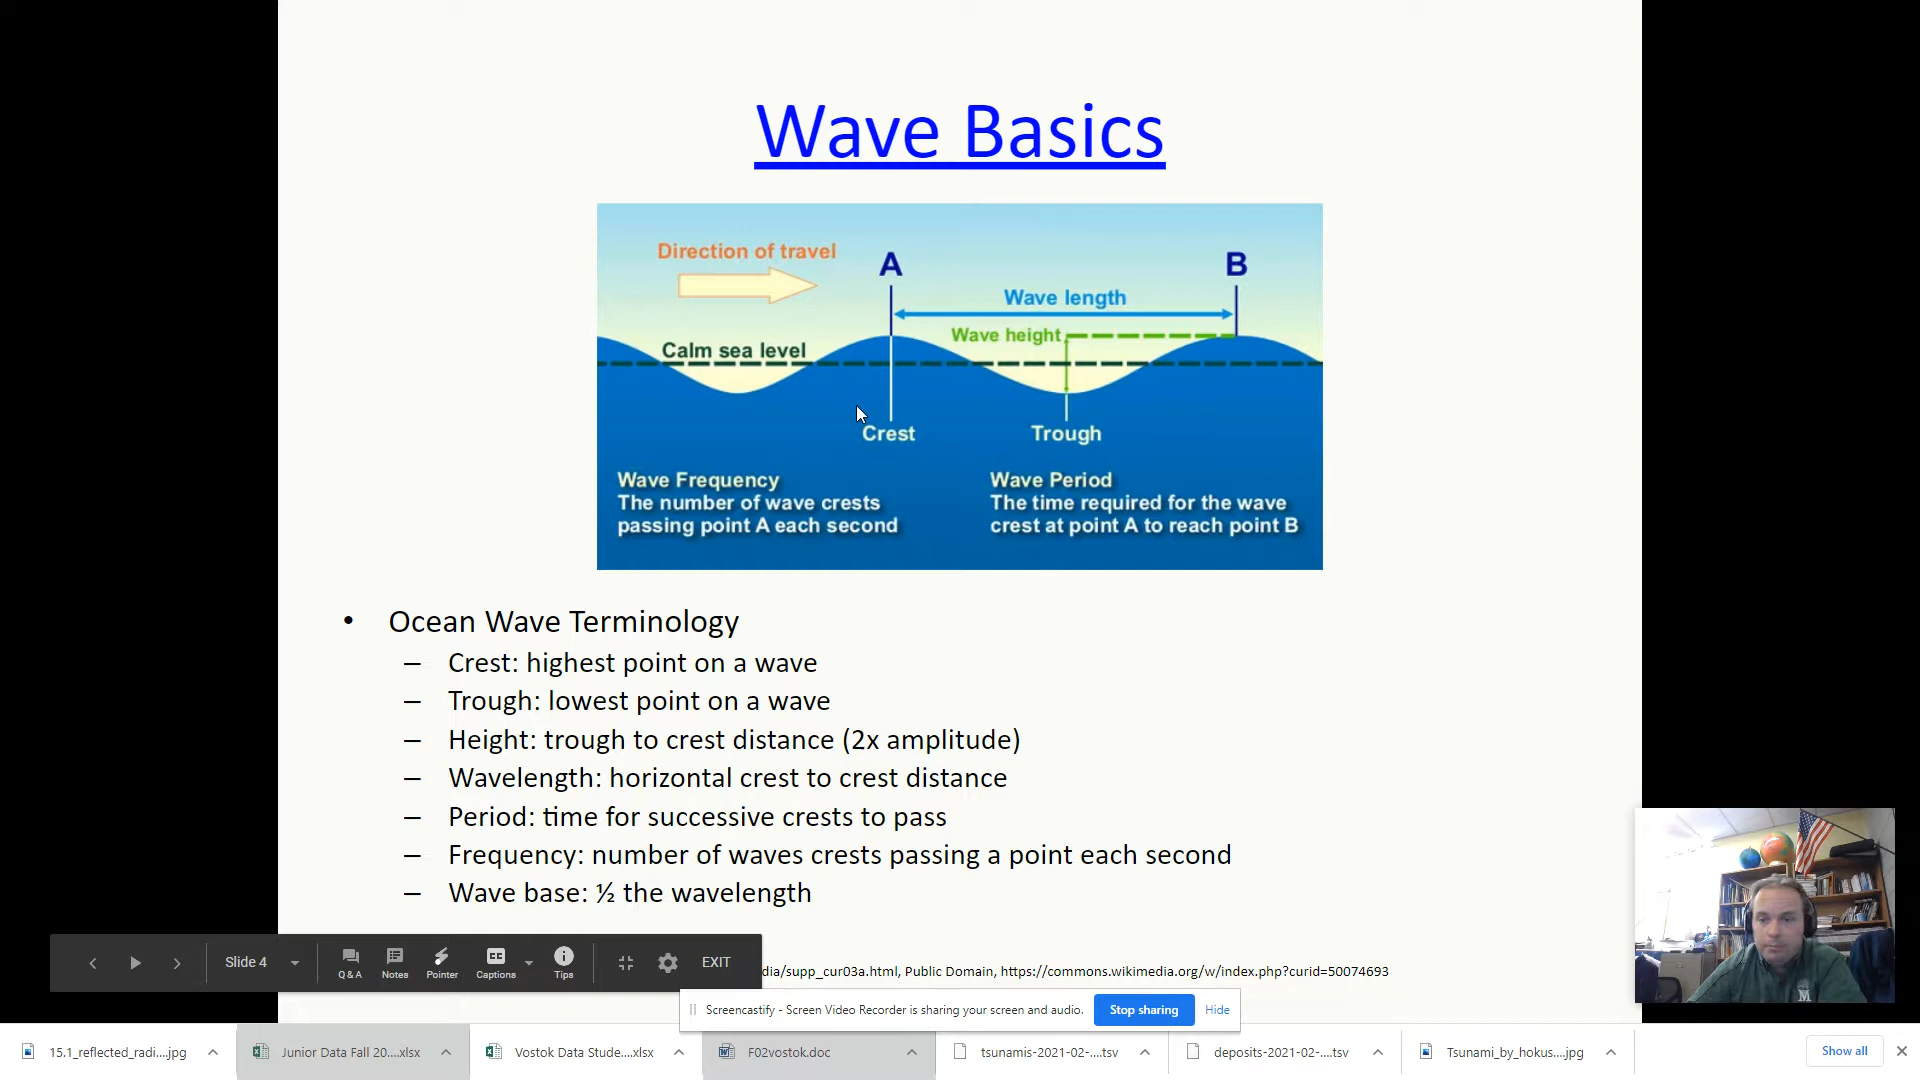 Wave Basics
Direction of travel
A
B
Wave length
Wave height
Calm sea level
Crest
Trough
Wave Frequency
The number of wave crests
passing point A each second
Wave Period
The time required for the wave
crest at point A to reach point B
• Ocean Wave Terminology
– Crest: highest point on a wave
– Trough: lowest point on a wave
– Height: trough to crest distance (2x amplitude)
– Wavelength: horizontal crest to crest distance
– Period: time for successive crests to pass
– Frequency: number of waves crests passing a point each second
– Wave base: ½ the wavelength
Slide 4
Q & A
Notes
Pointer
Captions
Tips
EXIT
dia/supp_cur03a.html, Public Domain, https://commons.wikimedia.org/w/index.php?curid=50074693
Screencastify - Screen Video Recorder is sharing your screen and audio.
Stop sharing
Hide
15.1_reflected_radi....jpg
Junior Data Fall 20....xlsx
Vostok Data Stude....xlsx
F02vostok.doc
tsunamis-2021-02-....tsv
deposits-2021-02-....tsv
Tsunami_by_hokus....jpg
Show all
M